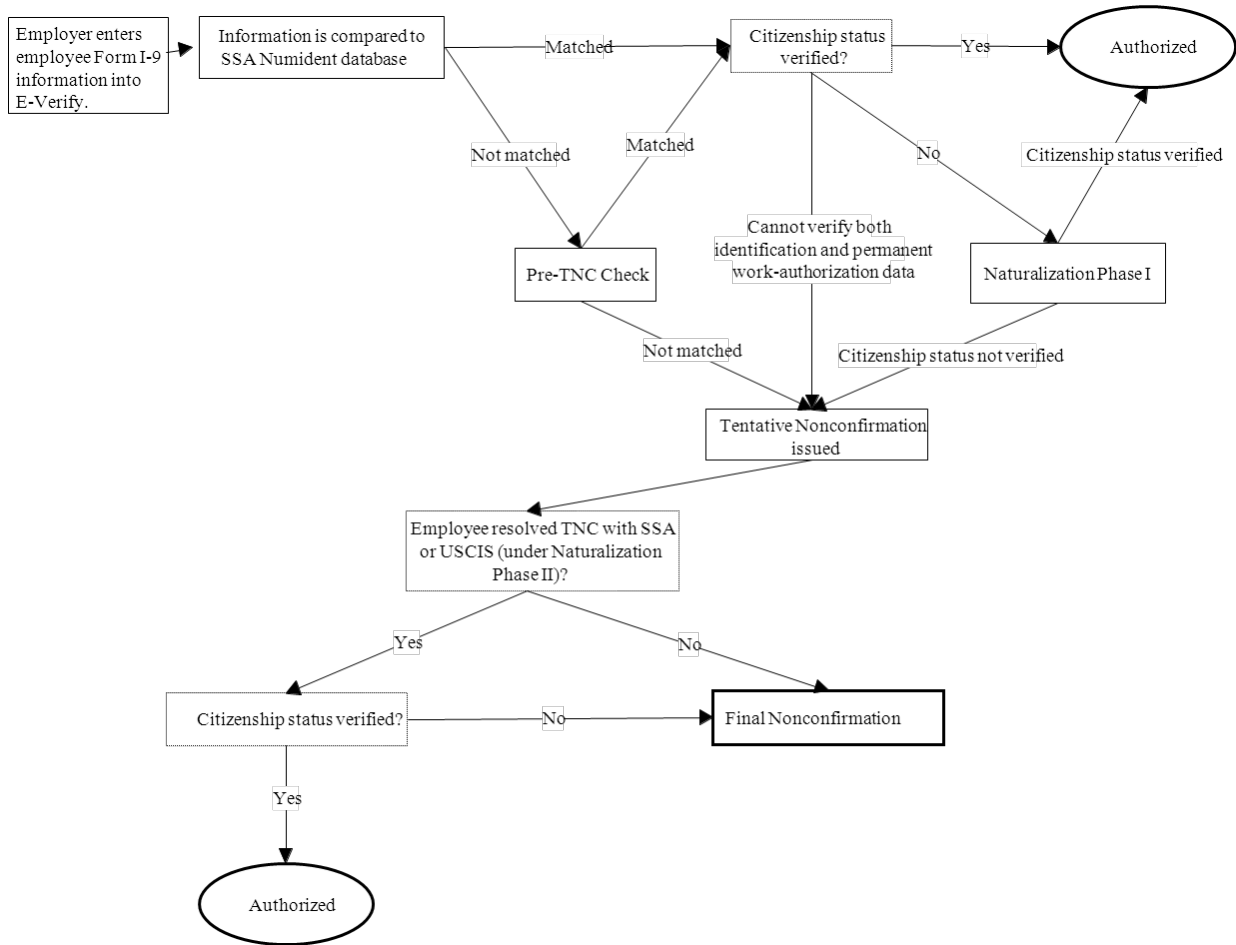 Employer enters
employee Form I-9
information into
E-Verify.
Information is compared to
SSA Numident database
Matched
Citizenship status
verified?
Yes
Authorized
Not matched
Matched
No
Citizenship status verified
Cannot verify both
identification and permanent
work-authorization data
Pre-TNC Check
Naturalization Phase I
Not matched
Citizenship status not verified
Tentative Nonconfirmation
issued
Employee resolved TNC with SSA
or USCIS (under Naturalization
Phase II)?
Yes
No
Citizenship status verified?
No
Final Nonconfirmation
Yes
Authorized